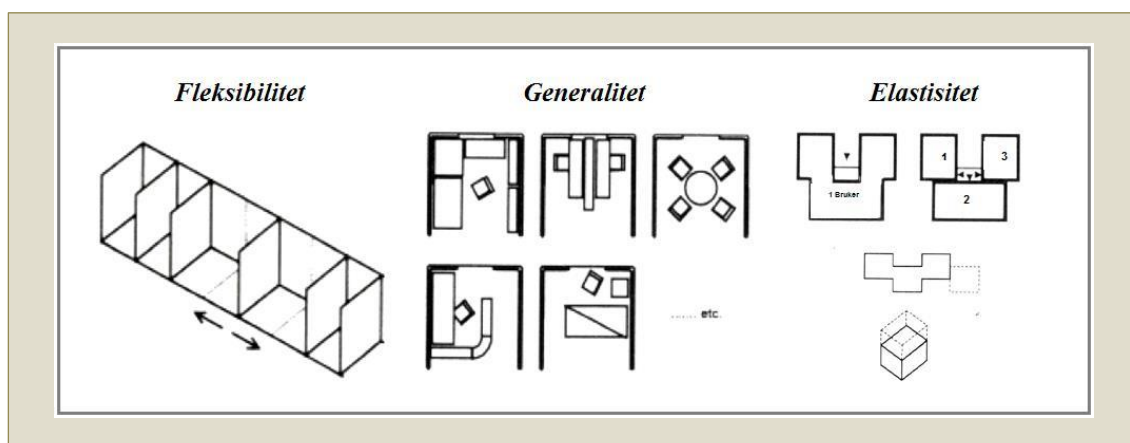 Fleksibilitet
Generalitet
Elastisitet
1
3
1 Bruker
2
...... etc.